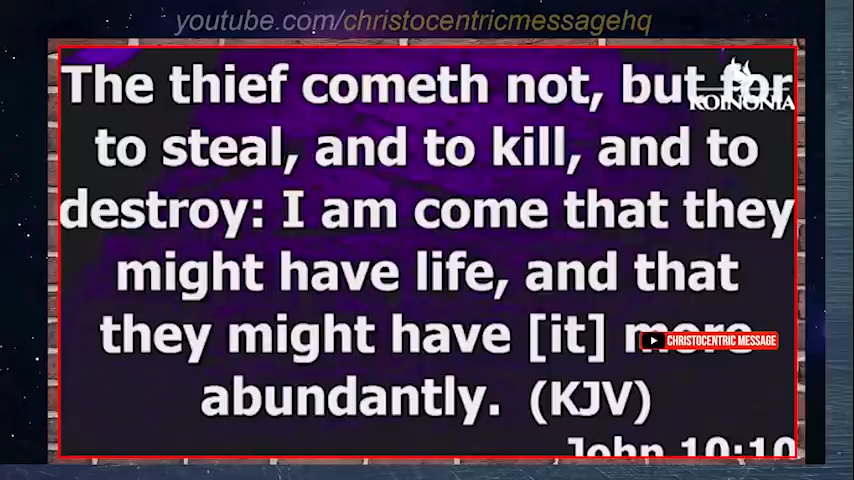 youtube.com/christocentricmessagehq
The thief cometh not, but for
KOINONIA
to steal, and to kill, and to
destroy: I am come that they
might have life, and that
they might have [it] more
CHRISTOCENTRIC MESSAGE
abundantly. (KJV)
John 10:10